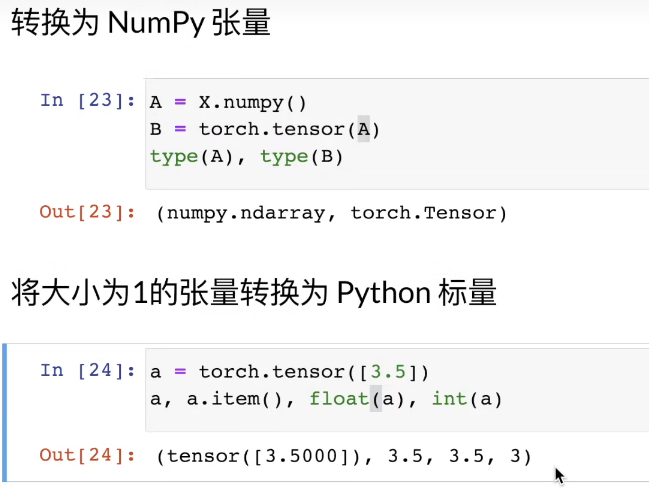 转换为 NumPy 张量
In [23]: A = X.numpy()
B = torch.tensor(A)
type(A), type(B)
Out[23]: (numpy.ndarray, torch.Tensor)
将大小为1的张量转换为 Python 标量
In [24]: a = torch.tensor([3.5])
a, a.item(), float(a), int(a)
Out[24]: (tensor([3.5000]), 3.5, 3.5, 3)